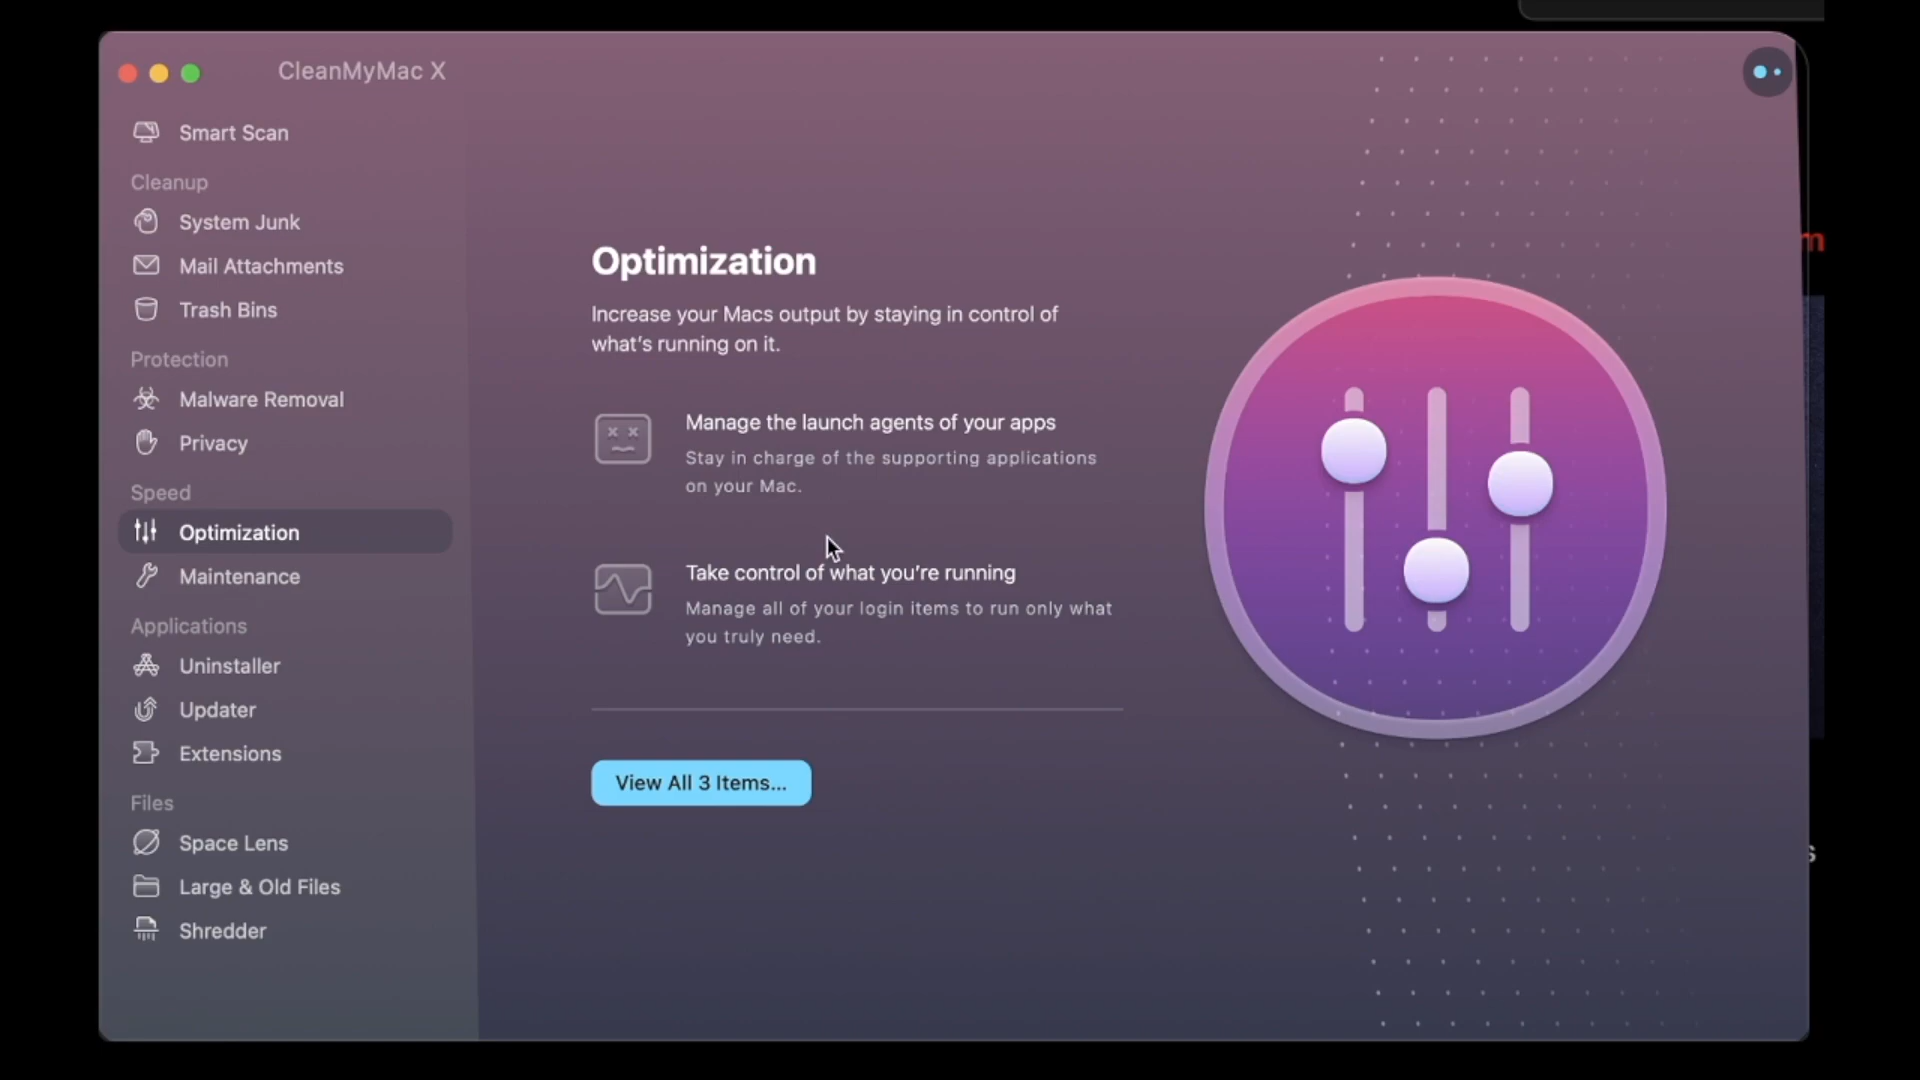 CleanMyMac X
Smart Scan
Cleanup
System Junk
Mail Attachments
Trash Bins
Protection
Malware Removal
Privacy
Speed
Optimization
Maintenance
Applications
Uninstaller
Updater
Extensions
Files
Space Lens
Large & Old Files
Shredder
Optimization
Increase your Macs output by staying in control of
what's running on it.
Manage the launch agents of your apps
Stay in charge of the supporting applications
on your Mac.
Take control of what you're running
Manage all of your login items to run only what
you truly need.
View All 3 Items...
m
s